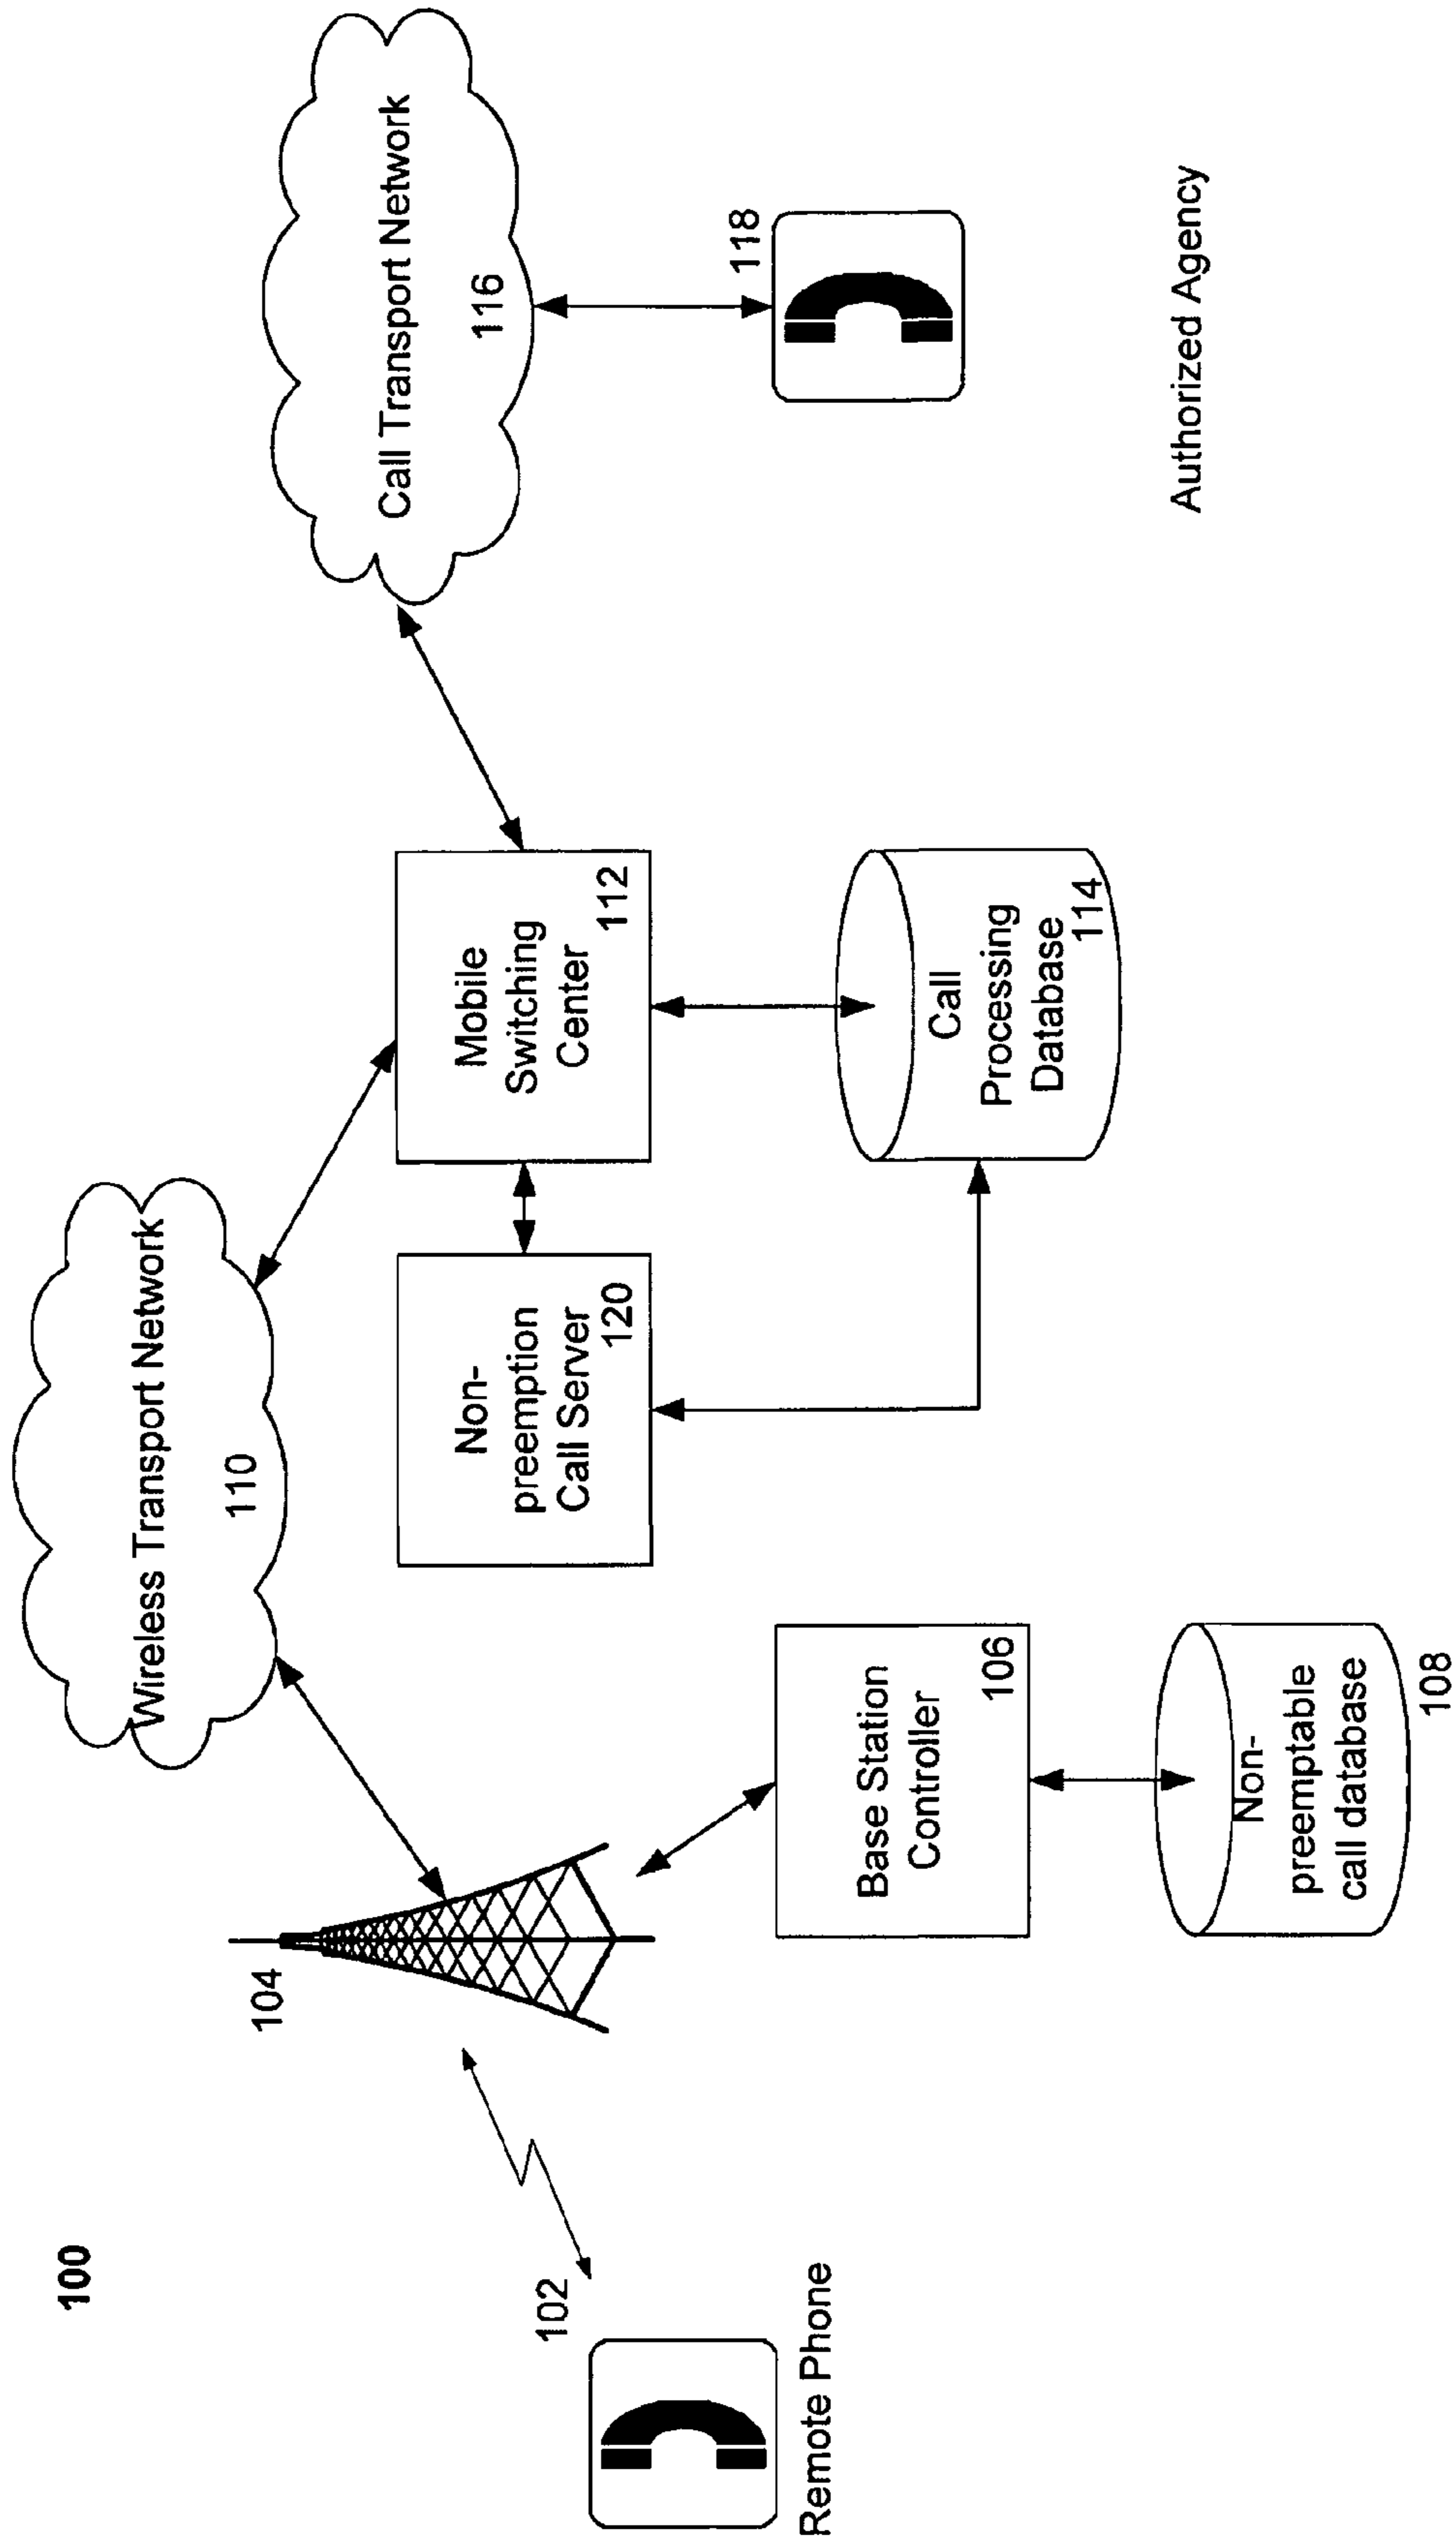 100
Wireless Transport Network
110
104
102
Remote Phone
Base Station
Controller
106
Non-
preemptable
call database
108
Non-
preemption
Call Server
120
Mobile
Switching
Center
112
Call
Processing
Database
114
Call Transport Network
116
118
Authorized Agency